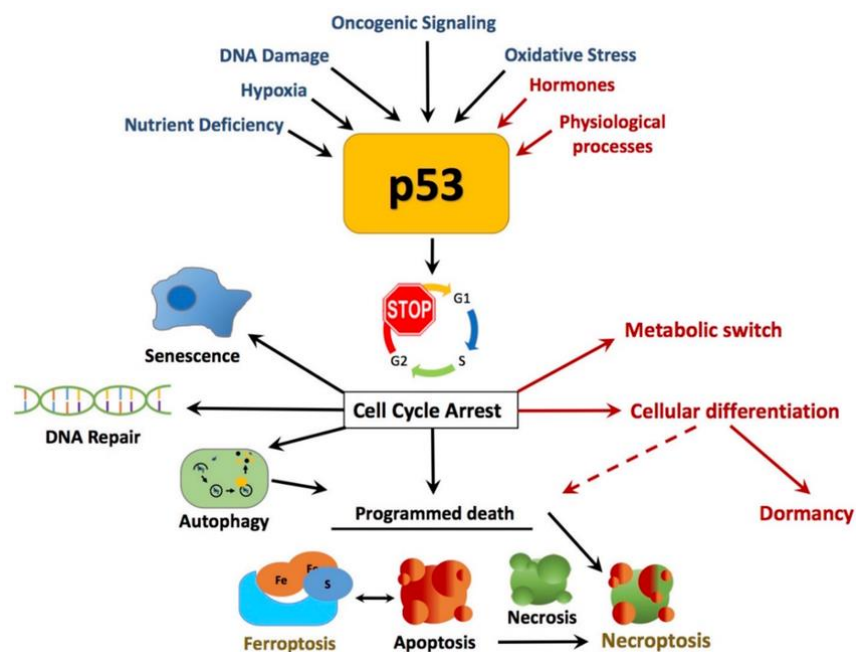 Oncogenic Signaling
DNA Damage
Oxidative Stress
Hypoxia
Hormones
Nutrient Deficiency
Physiological
processes
p53
STOP
G1
G2
S
Senescence
Metabolic switch
Cell Cycle Arrest
Cellular differentiation
DNA Repair
Autophagy
Programmed death
Dormancy
Fe
Fe
S
Necrosis
Ferroptosis
Apoptosis
Necroptosis